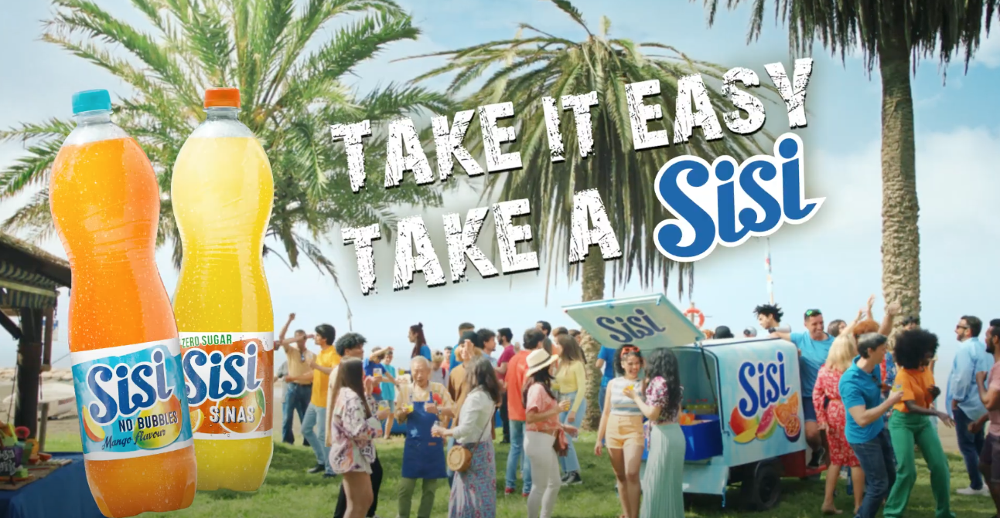 TAKE IT EASY
TAKE A Sisi
Sisi
NO BUBBLES
Mango flavour
ZERO SUGAR
Sisi
SINAS
Sisi
Sisi